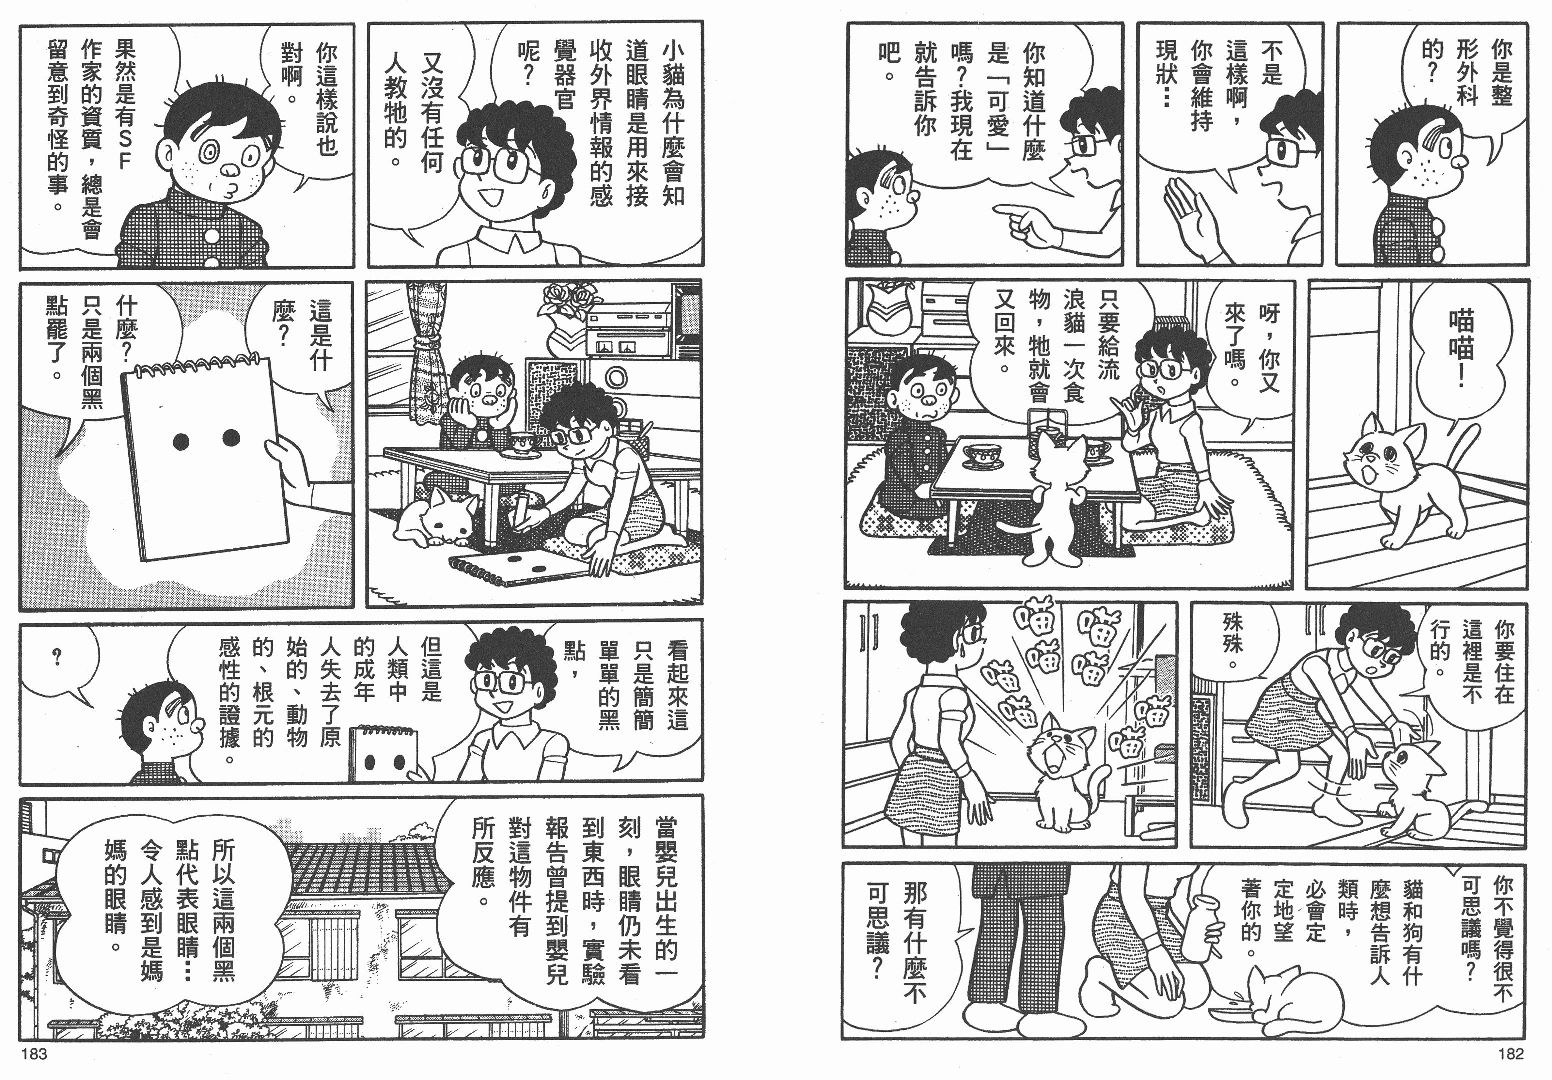 你是整
形外科
的？
不是
這樣啊，
你會維持
現狀…
你知道什麼
是「可愛」
嗎？我現在
就告訴你
吧。
喵喵！
呀，你又
來了嗎。
只要給流
浪貓一次食
物，牠就會
又回來。
你要住在
這裡是不
行的。
殊殊。
喵
喵
喵
喵
喵
喵
喵
你不覺得很不
可思議嗎？
貓和狗有什
麼想告訴人
類時，
必會定
定地望
著你的。
那有什麼不
可思議？
182
小貓為什麼會知
道眼睛是用來接
收外界情報的感
覺器官
呢？
又沒有任何
人教牠的。
你這樣說也
對啊。
果然是有SF
作家的資質，總是會
留意到奇怪的事。
這是什
麼？
什麼？
只是兩個黑
點罷了。
看起來這
只是簡簡
單單的黑
點，
但這是
人類中
的成年
人失去了原
始的、動物
的、根元的
感性的證據。
？
當嬰兒出生的一
刻，眼睛仍未看
到東西時，實驗
報告曾提到嬰兒
對這物件有
所反應。
所以這兩個黑
點代表眼睛…
令人感到是媽
媽的眼睛。
183